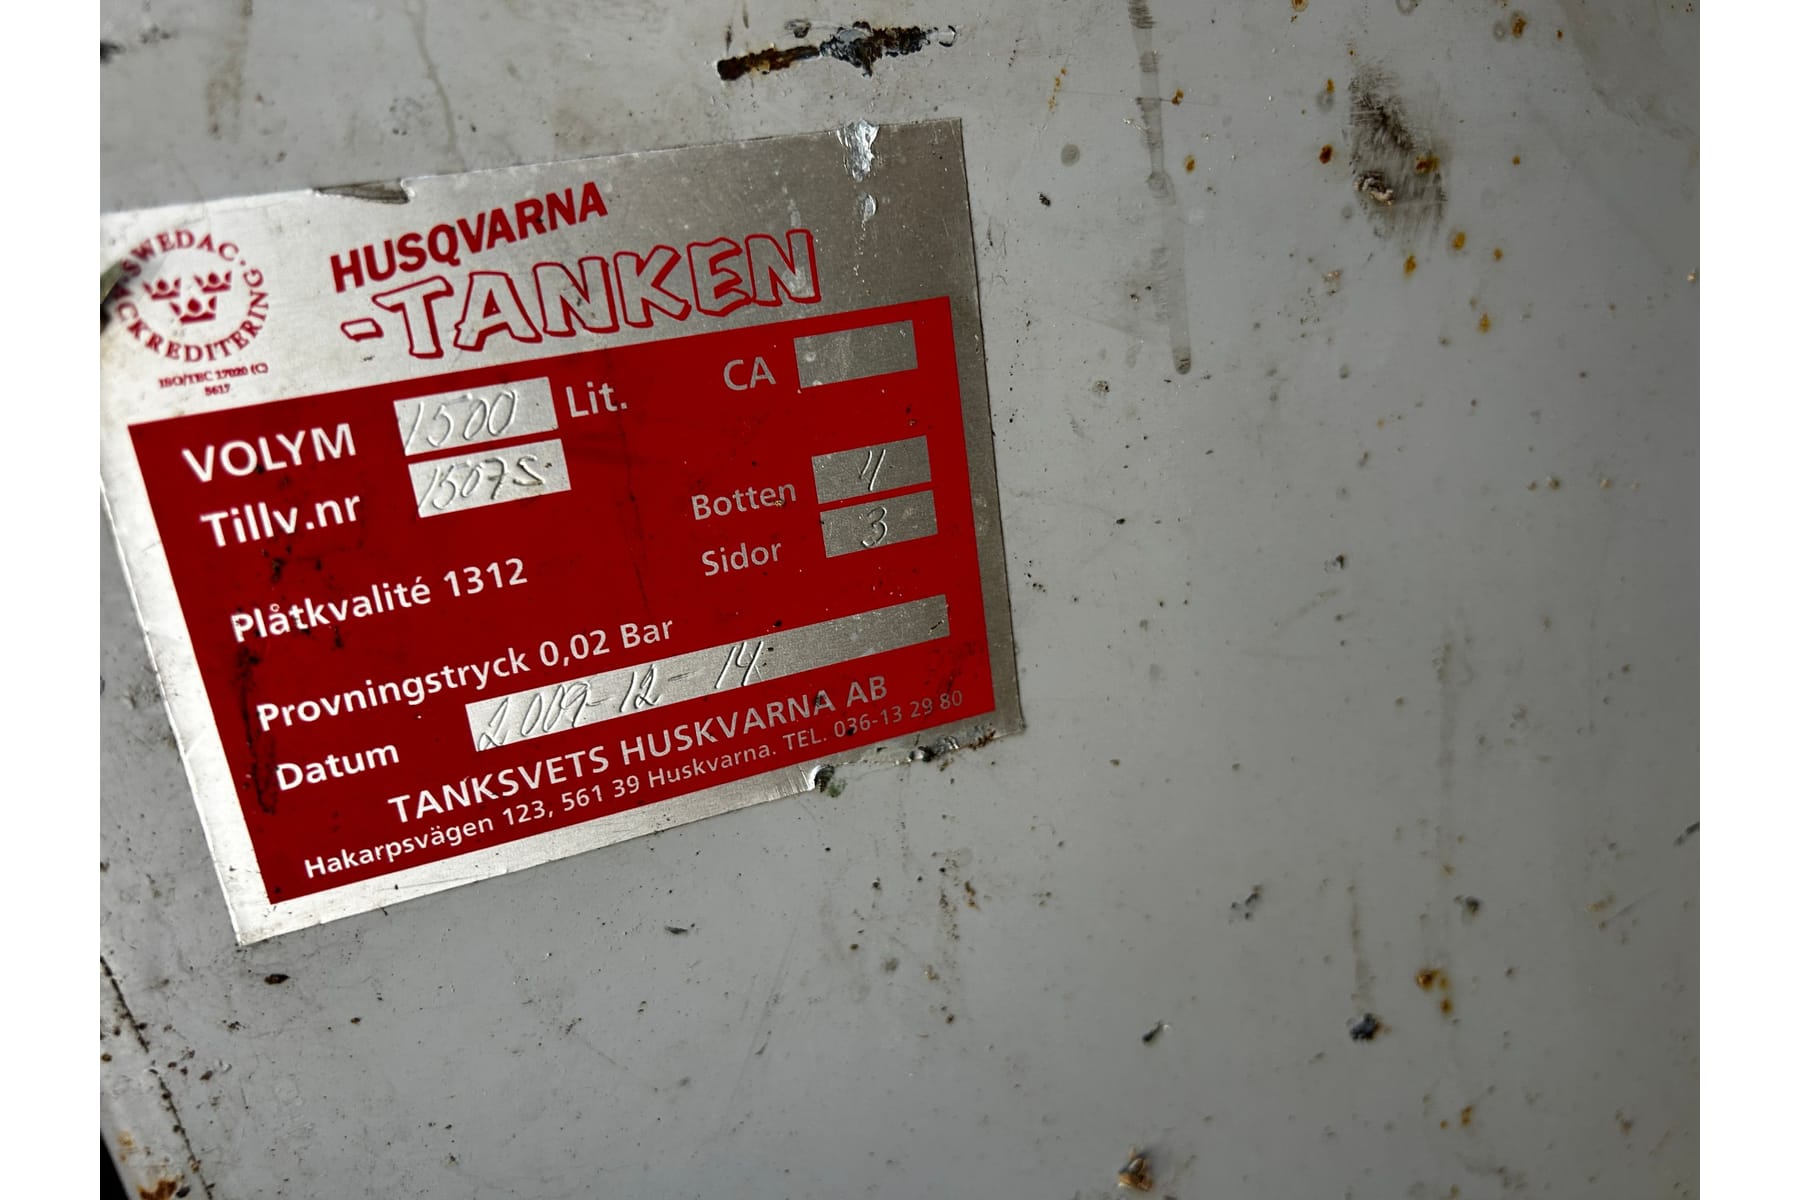 SWEDAC · ACKREDITERING
ISO/IEC 17020 (C)
5617
HUSQVARNA
-TANKEN
VOLYM 1500 Lit.
CA
Tillv.nr 15075
Botten 4
Sidor 3
Plåtkvalité 1312
Provningstryck 0,02 Bar
Datum 2009-12-14
TANKSVETS HUSKVARNA AB
Hakarpsvägen 123, 561 39 Huskvarna. TEL. 036-13 29 80